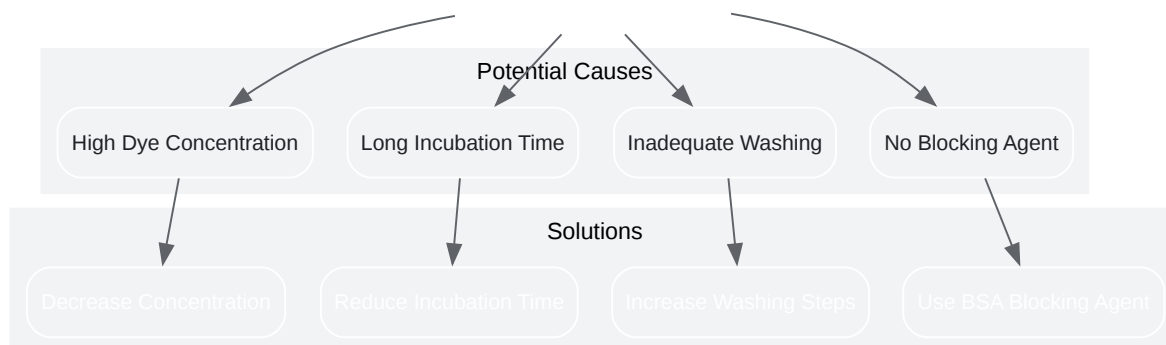 Potential Causes
High Dye Concentration
Long Incubation Time
Inadequate Washing
No Blocking Agent
Solutions
Decrease Concentration
Reduce Incubation Time
Increase Washing Steps
Use BSA Blocking Agent